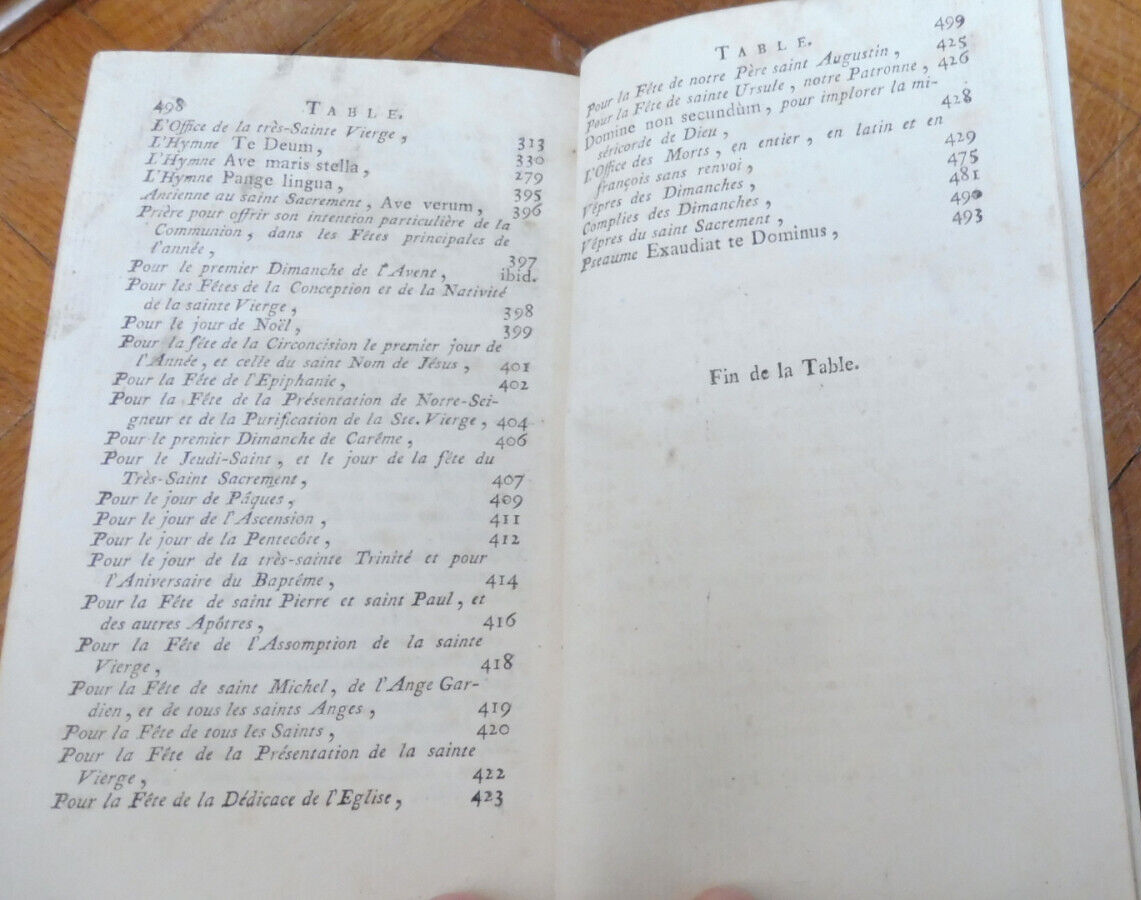 498 TABLE.
L'Office de la très-Sainte Vierge, 313
L'Hymne Te Deum, 330
L'Hymne Ave maris stella, 279
L'Hymne Pange lingua, 395
Ancienne au saint Sacrement, Ave verum, 396
Prière pour offrir son intention particulière de la
Communion, dans les Fêtes principales de
l'année, 397
Pour le premier Dimanche de l'Avent, ibid.
Pour les Fêtes de la Conception et de la Nativité
de la sainte Vierge, 398
Pour le jour de Noël, 399
Pour la fête de la Circoncision le premier jour de
l'Année, et celle du saint Nom de Jésus, 401
Pour la Fête de l'Epiphanie, 402
Pour la Fête de la Présentation de Notre-Sei-
gneur et de la Purification de la Ste. Vierge, 404
Pour le premier Dimanche de Carême, 406
Pour le Jeudi-Saint, et le jour de la fête du
Très-Saint Sacrement, 407
Pour le jour de Pâques, 409
Pour le jour de l'Ascension, 411
Pour le jour de la Pentecôte, 412
Pour le jour de la très-sainte Trinité et pour
l'Aniversaire du Baptême, 414
Pour la Fête de saint Pierre et saint Paul, et
des autres Apôtres, 416
Pour la Fête de l'Assomption de la sainte
Vierge, 418
Pour la Fête de saint Michel, de l'Ange Gar-
dien, et de tous les saints Anges, 419
Pour la Fête de tous les Saints, 420
Pour la Fête de la Présentation de la sainte
Vierge, 422
Pour la Fête de la Dédicace de l'Eglise, 423
TABLE. 499
Pour la Fête de notre Père saint Augustin, 425
Pour la Fête de sainte Ursule, notre Patronne, 426
Domine non secundùm, pour implorer la mi-
séricorde de Dieu, 428
L'Office des Morts, en entier, en latin et en
françois sans renvoi, 429
Vêpres des Dimanches, 475
Complies des Dimanches, 481
Vêpres du saint Sacrement, 490
Pseaume Exaudiat te Dominus, 493
Fin de la Table.